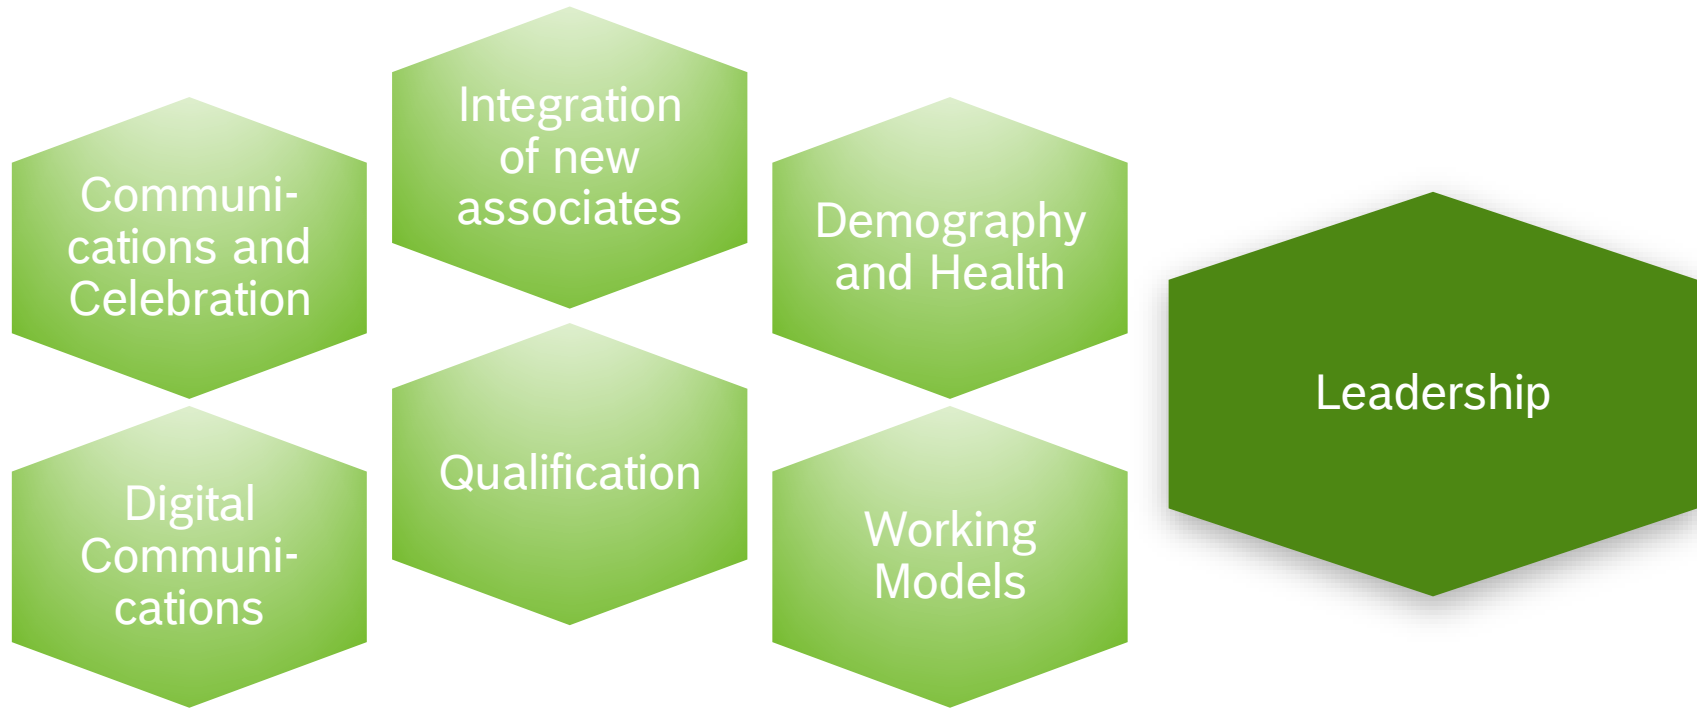 Communi-
cations and
Celebration
Integration
of new
associates
Demography
and Health
Leadership
Digital
Communi-
cations
Qualification
Working
Models